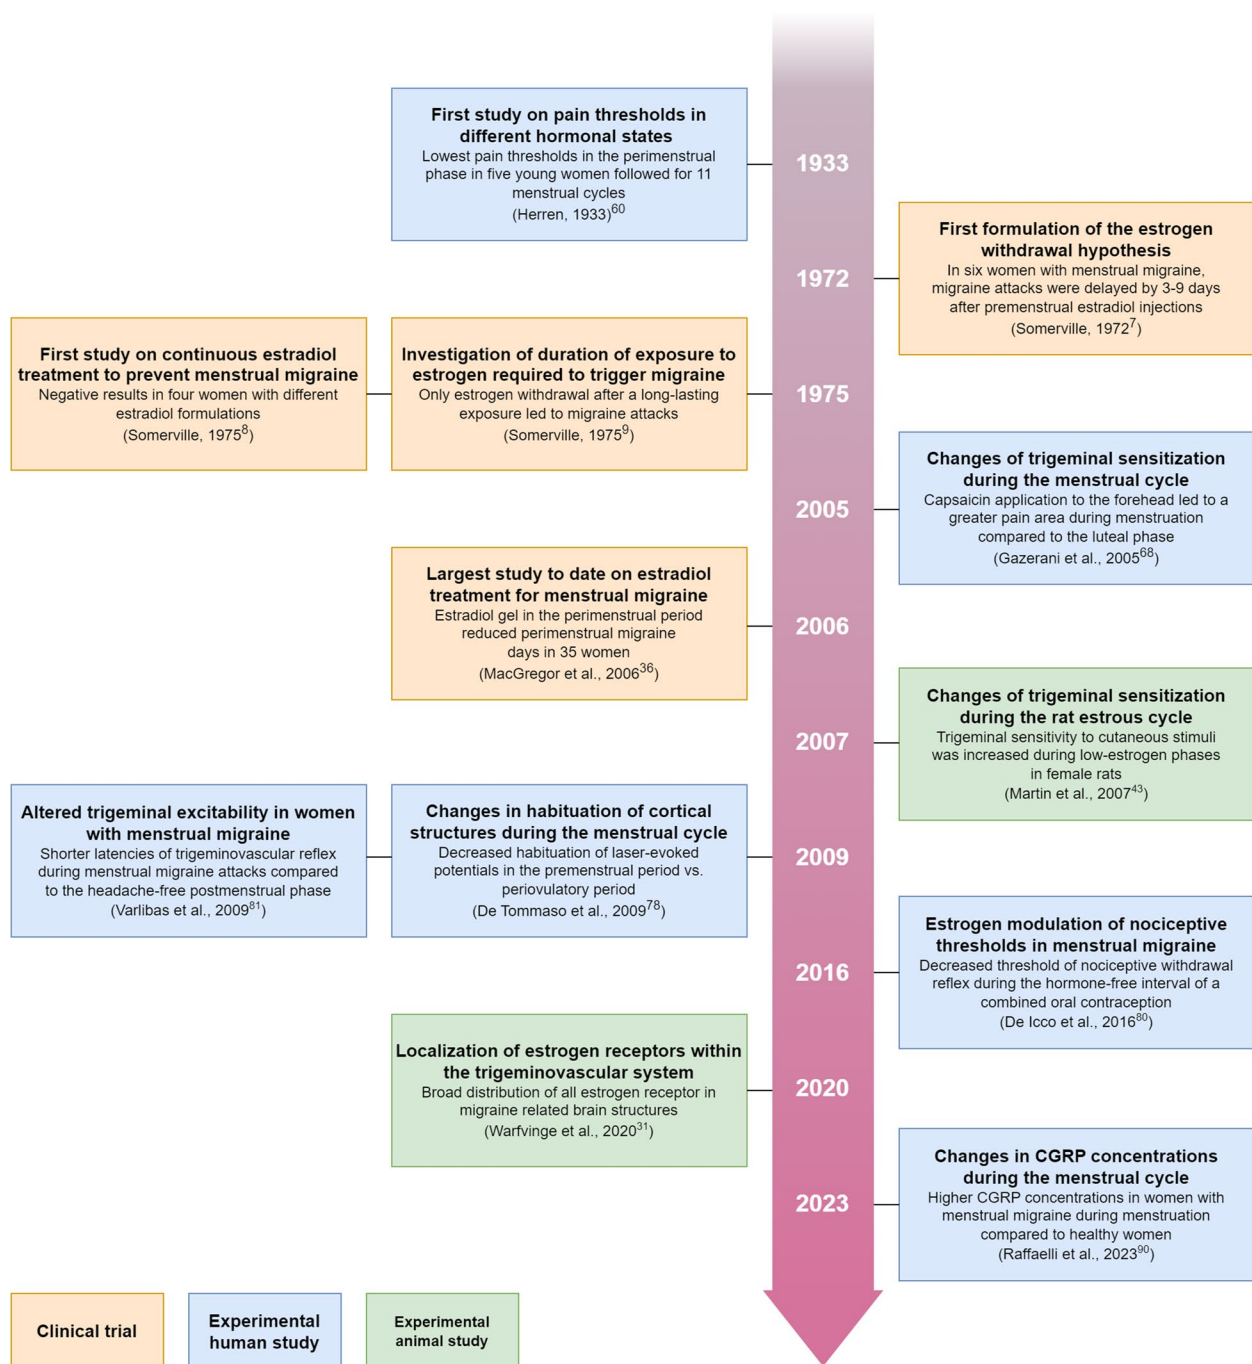 First study on pain thresholds in
different hormonal states
Lowest pain thresholds in the perimenstrual
phase in five young women followed for 11
menstrual cycles
(Herren, 1933)60
1933
First formulation of the estrogen
withdrawal hypothesis
In six women with menstrual migraine,
migraine attacks were delayed by 3-9 days
after premenstrual estradiol injections
(Somerville, 19727)
1972
First study on continuous estradiol
treatment to prevent menstrual migraine
Negative results in four women with different
estradiol formulations
(Somerville, 19758)
Investigation of duration of exposure to
estrogen required to trigger migraine
Only estrogen withdrawal after a long-lasting
exposure led to migraine attacks
(Somerville, 19759)
1975
Changes of trigeminal sensitization
during the menstrual cycle
Capsaicin application to the forehead led to a
greater pain area during menstruation
compared to the luteal phase
(Gazerani et al., 200568)
2005
Largest study to date on estradiol
treatment for menstrual migraine
Estradiol gel in the perimenstrual period
reduced perimenstrual migraine
days in 35 women
(MacGregor et al., 200636)
2006
Changes of trigeminal sensitization
during the rat estrous cycle
Trigeminal sensitivity to cutaneous stimuli
was increased during low-estrogen phases
in female rats
(Martin et al., 200743)
2007
Altered trigeminal excitability in women
with menstrual migraine
Shorter latencies of trigeminovascular reflex
during menstrual migraine attacks compared
to the headache-free postmenstrual phase
(Varlibas et al., 200981)
Changes in habituation of cortical
structures during the menstrual cycle
Decreased habituation of laser-evoked
potentials in the premenstrual period vs.
periovulatory period
(De Tommaso et al., 200978)
2009
Estrogen modulation of nociceptive
thresholds in menstrual migraine
Decreased threshold of nociceptive withdrawal
reflex during the hormone-free interval of a
combined oral contraception
(De Icco et al., 201680)
2016
Localization of estrogen receptors within
the trigeminovascular system
Broad distribution of all estrogen receptor in
migraine related brain structures
(Warfvinge et al., 202031)
2020
Changes in CGRP concentrations
during the menstrual cycle
Higher CGRP concentrations in women with
menstrual migraine during menstruation
compared to healthy women
(Raffaelli et al., 202390)
2023
Clinical trial
Experimental
human study
Experimental
animal study